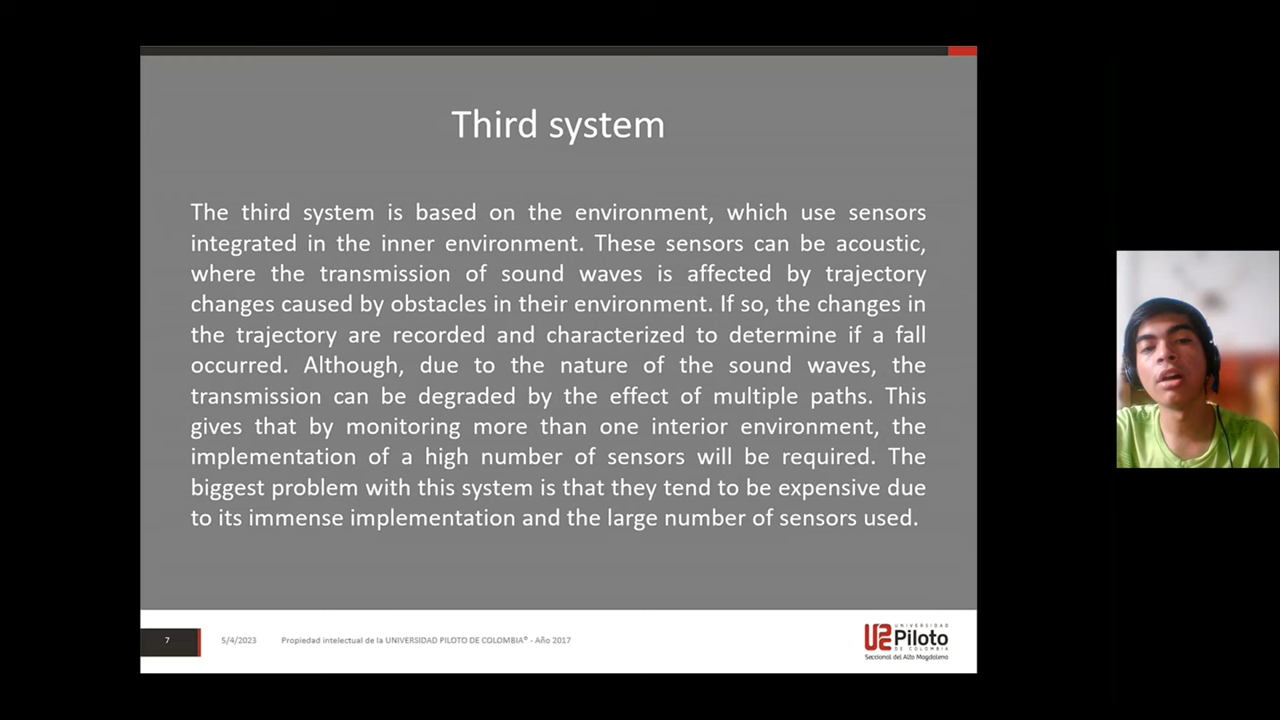 Third system
The third system is based on the environment, which use sensors
integrated in the inner environment. These sensors can be acoustic,
where the transmission of sound waves is affected by trajectory
changes caused by obstacles in their environment. If so, the changes in
the trajectory are recorded and characterized to determine if a fall
occurred. Although, due to the nature of the sound waves, the
transmission can be degraded by the effect of multiple paths. This
gives that by monitoring more than one interior environment, the
implementation of a high number of sensors will be required. The
biggest problem with this system is that they tend to be expensive due
to its immense implementation and the large number of sensors used.
7
5/4/2023
Propiedad intelectual de la UNIVERSIDAD PILOTO DE COLOMBIA® - Año 2017
UNIVERSIDAD
Piloto
DE COLOMBIA
Seccional del Alto Magdalena